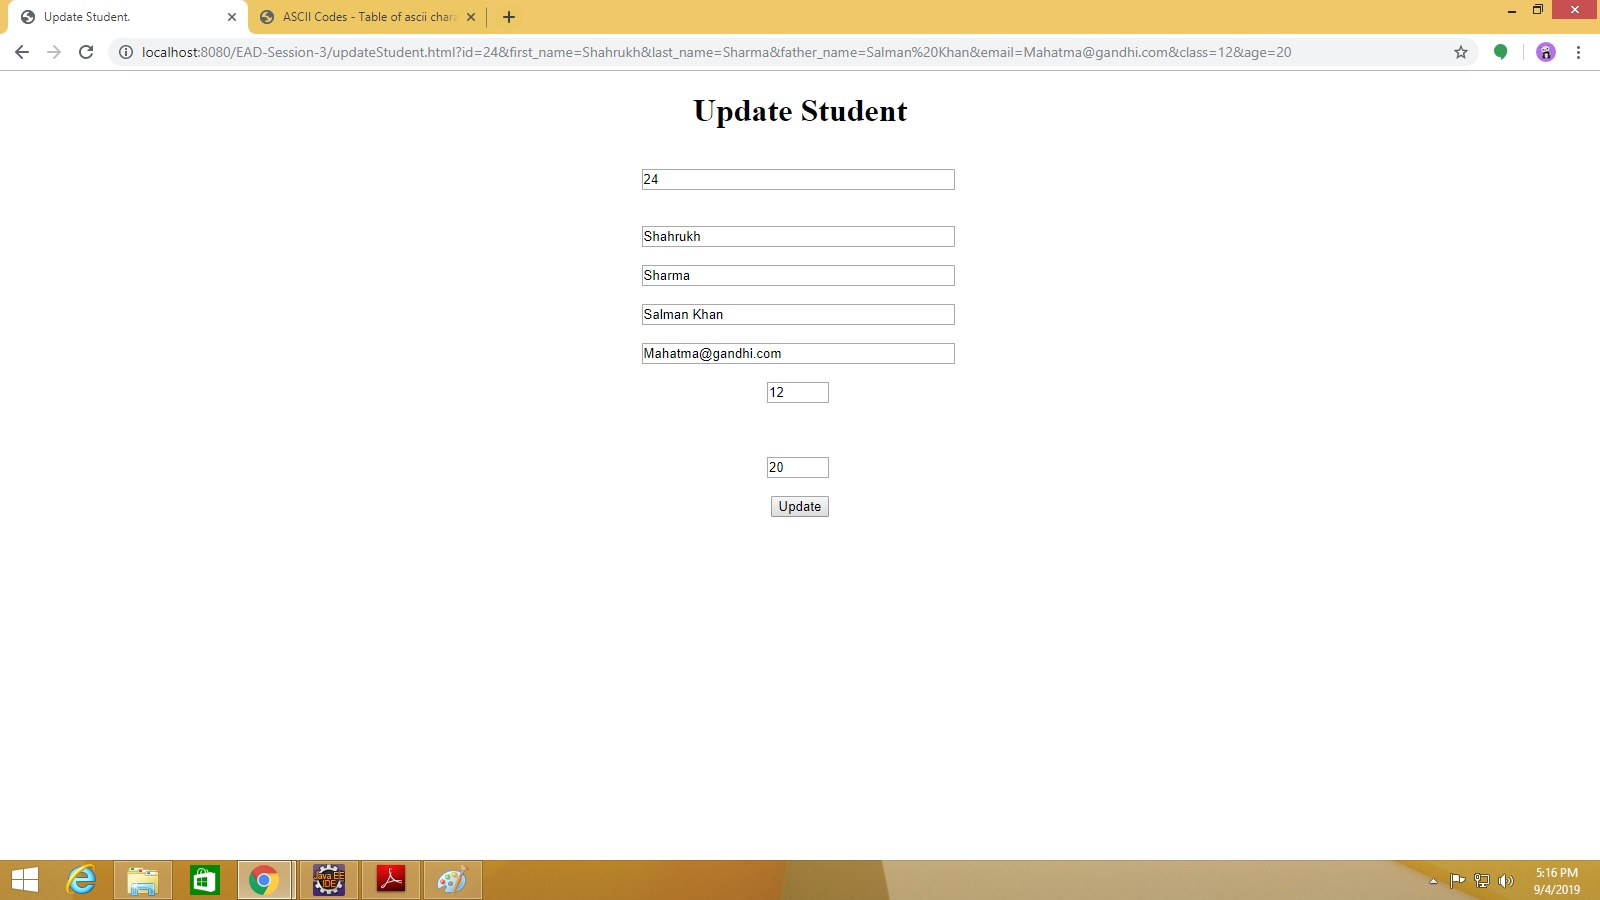 Update Student.
ASCII Codes - Table of ascii chara
localhost:8080/EAD-Session-3/updateStudent.html?id=24&first_name=Shahrukh&last_name=Sharma&father_name=Salman%20Khan&email=Mahatma@gandhi.com&class=12&age=20
Update Student
24
Shahrukh
Sharma
Salman Khan
Mahatma@gandhi.com
12
20
Update
Java EE
IDE
5:16 PM
9/4/2019